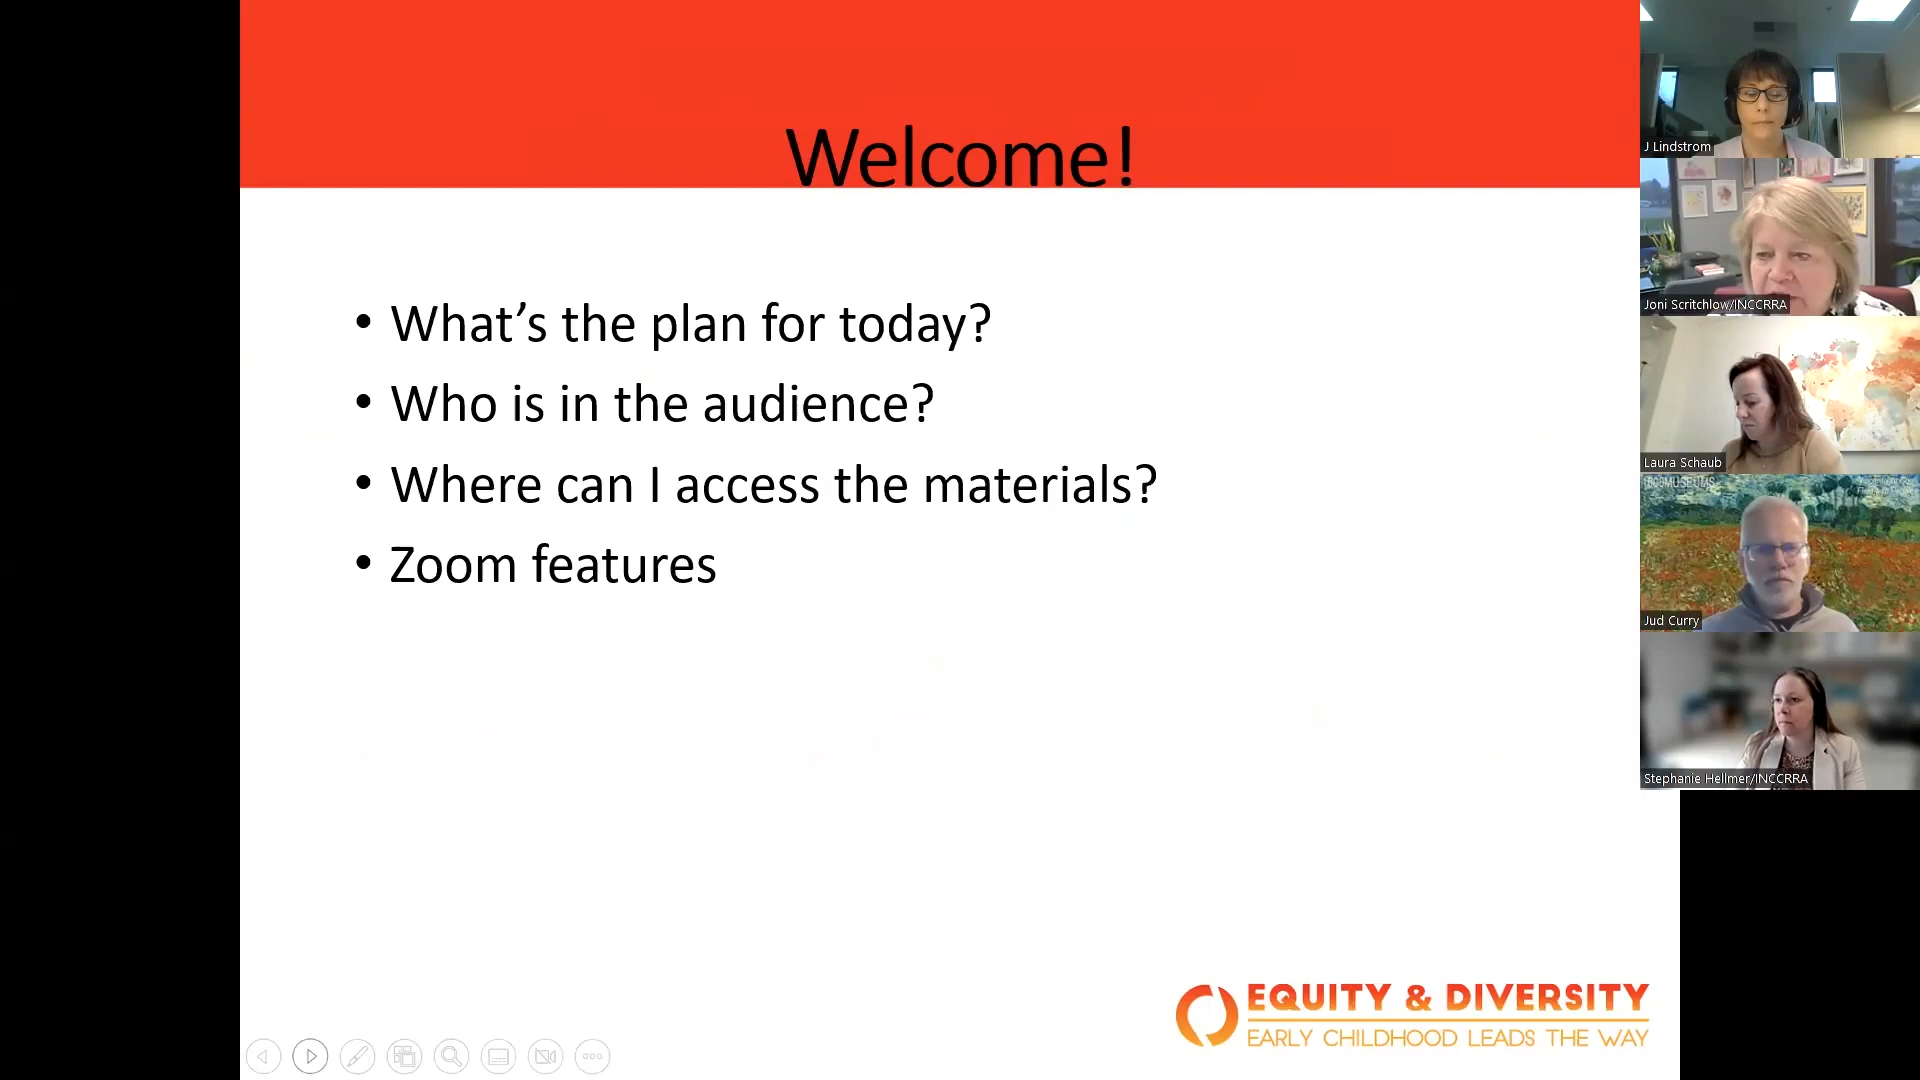 Welcome!
• What’s the plan for today?
• Who is in the audience?
• Where can I access the materials?
• Zoom features
EQUITY & DIVERSITY
EARLY CHILDHOOD LEADS THE WAY
J Lindstrom
Joni Scritchlow/INCCRRA
Laura Schaub
Jud Curry
Stephanie Hellmer/INCCRRA